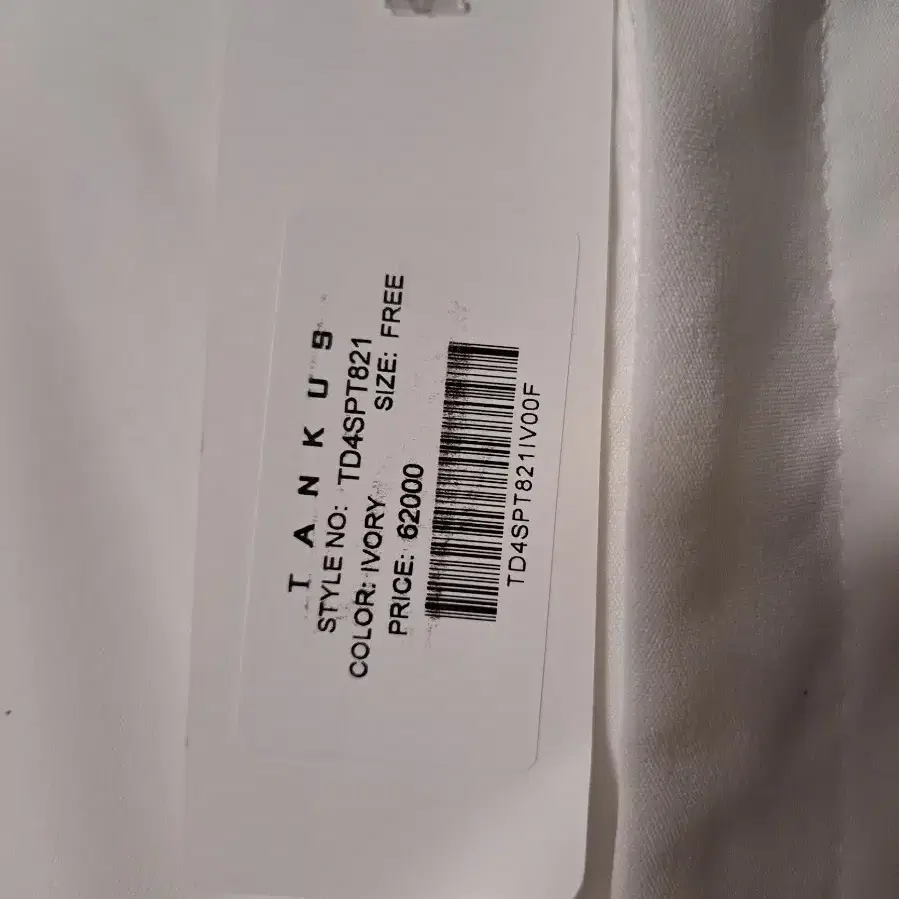 T A N K U S
STYLE NO: TD4SPT821
COLOR: IVORY SIZE: FREE
PRICE: 62000
TD4SPT821IV00F